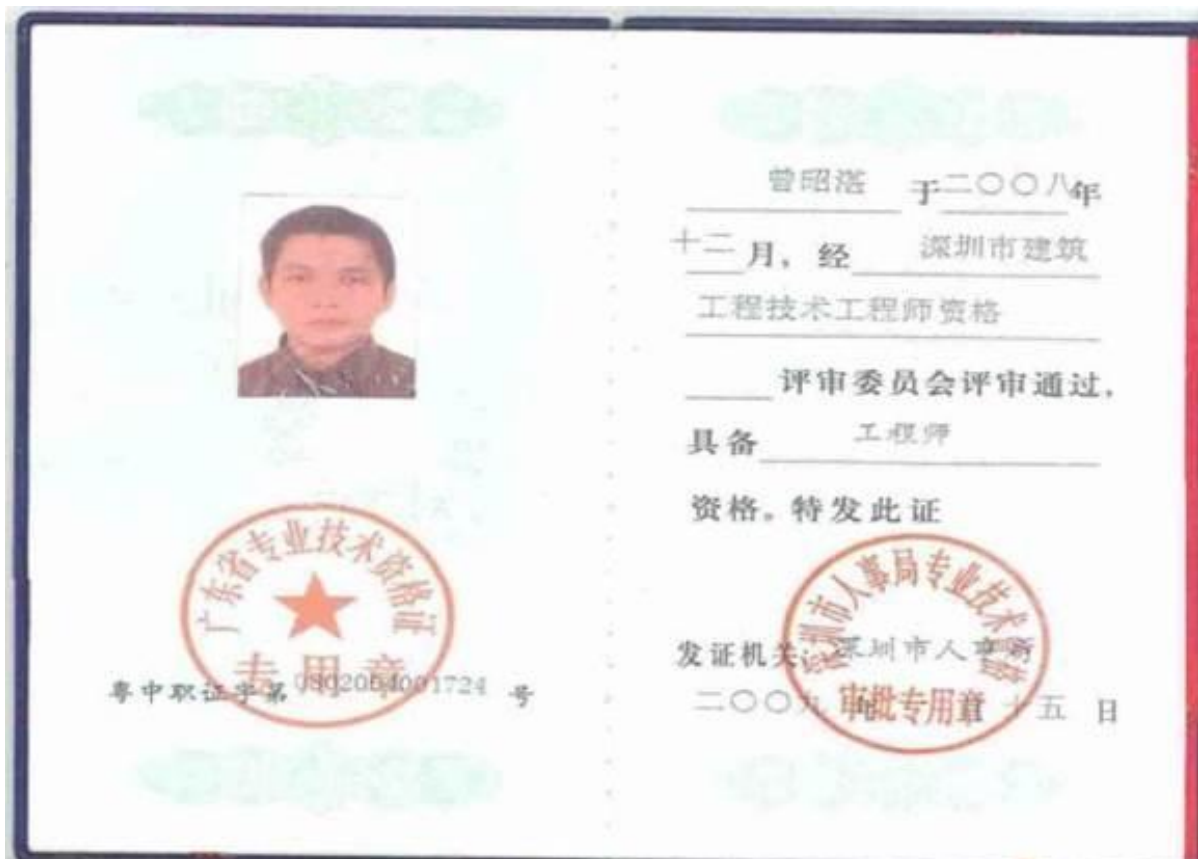 广东省专业技术资格证
专用章
粤中职证字第 0802004001724 号
曾昭湛 于二〇〇八年
十二月，经 深圳市建筑
工程技术工程师资格
评审委员会评审通过，
具备 工程师
资格。特发此证
深圳市人事局专业技术资格
审批专用章
发证机关：深圳市人事局
二〇〇九 十五 日